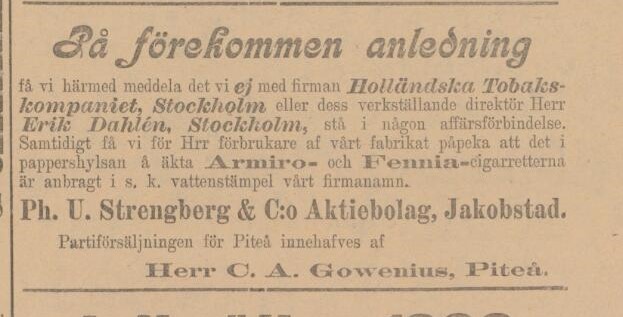 På förekommen anledning
få vi härmed meddela det vi ej med firman Holländska Tobaks-
kompaniet, Stockholm eller dess verkställande direktör Herr
Erik Dahlén, Stockholm, stå i någon affärsförbindelse.
Samtidigt få vi för Hrr förbrukare af vårt fabrikat påpeka att det i
pappershylsan å äkta Armiro- och Fennia-cigarretterna
är anbragt i s. k. vattenstämpel vårt firmanamn.
Ph. U. Strengberg & C:o Aktiebolag, Jakobstad.
Partiförsäljningen för Piteå innehafves af
Herr C. A. Gowenius, Piteå.